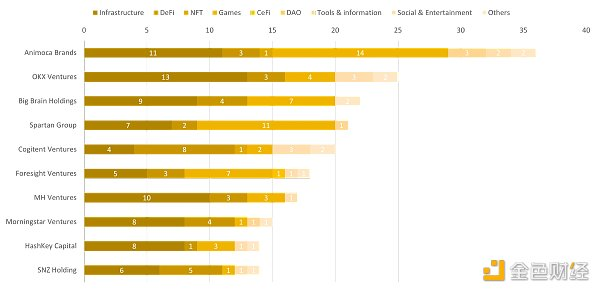 Infrastructure DeFi NFT Games CeFi DAO Tools & information Social & Entertainment Others
0 5 10 15 20 25 30 35 40
Animoca Brands 11 3 1 14 3 2 2
OKX Ventures 13 3 4 3 2
Big Brain Holdings 9 4 7 2
Spartan Group 7 2 11 1
Cogitent Ventures 4 8 1 2 3 2
Foresight Ventures 5 3 7 1 1 1
MH Ventures 10 3 3 1
Morningstar Ventures 8 4 1 1 1
HashKey Capital 8 1 3 1 1
SNZ Holding 6 5 1 1 1
金色财经